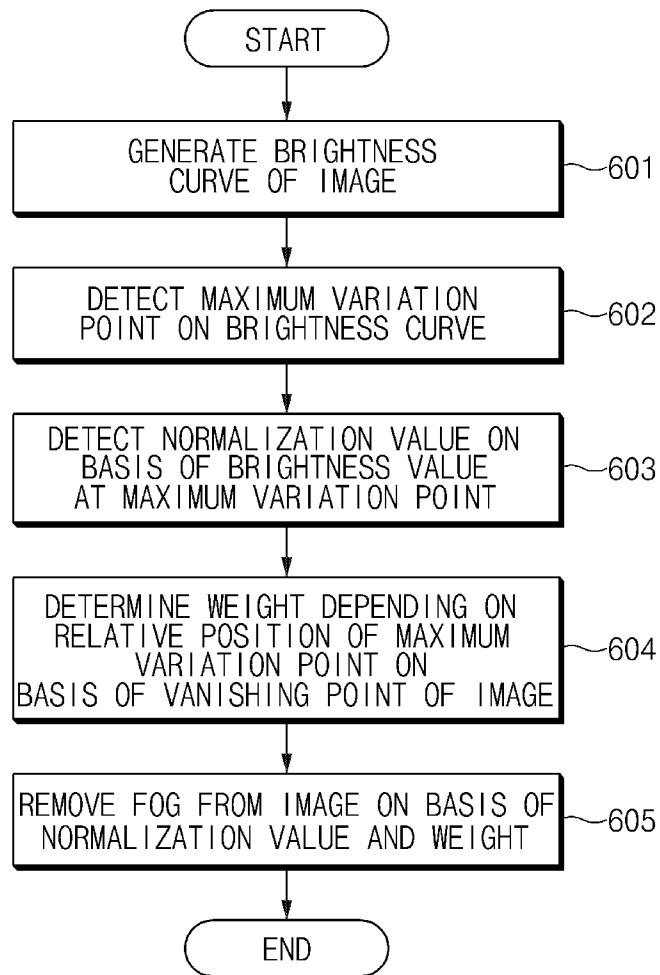 START
GENERATE BRIGHTNESS
CURVE OF IMAGE
601
DETECT MAXIMUM VARIATION
POINT ON BRIGHTNESS CURVE
602
DETECT NORMALIZATION VALUE ON
BASIS OF BRIGHTNESS VALUE
AT MAXIMUM VARIATION POINT
603
DETERMINE WEIGHT DEPENDING ON
RELATIVE POSITION OF MAXIMUM
VARIATION POINT ON
BASIS OF VANISHING POINT OF IMAGE
604
REMOVE FOG FROM IMAGE ON BASIS OF
NORMALIZATION VALUE AND WEIGHT
605
END